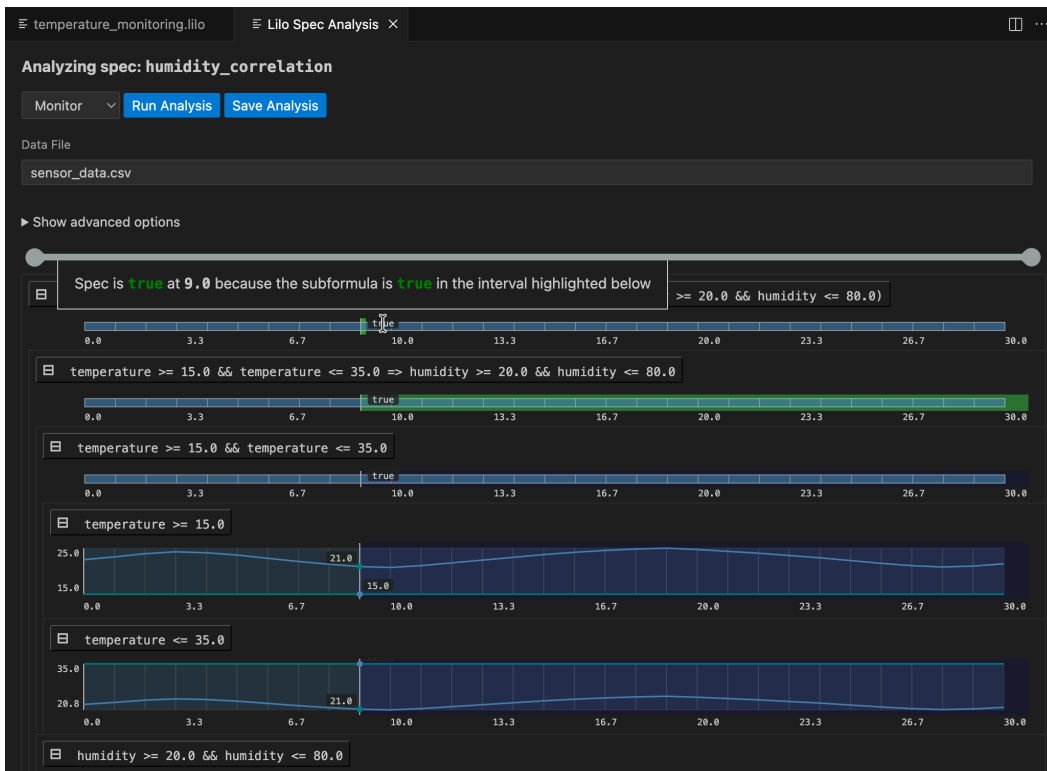 temperature_monitoring.lilo
Lilo Spec Analysis
Analyzing spec: humidity_correlation
Monitor
Run Analysis
Save Analysis
Data File
sensor_data.csv
Show advanced options
Spec is true at 9.0 because the subformula is true in the interval highlighted below
>= 20.0 && humidity <= 80.0)
true
0.0 3.3 6.7 10.0 13.3 16.7 20.0 23.3 26.7 30.0
temperature >= 15.0 && temperature <= 35.0 => humidity >= 20.0 && humidity <= 80.0
true
0.0 3.3 6.7 10.0 13.3 16.7 20.0 23.3 26.7 30.0
temperature >= 15.0 && temperature <= 35.0
true
0.0 3.3 6.7 10.0 13.3 16.7 20.0 23.3 26.7 30.0
temperature >= 15.0
25.0
21.0
15.0
15.0
0.0 3.3 6.7 10.0 13.3 16.7 20.0 23.3 26.7 30.0
temperature <= 35.0
35.0
20.8
21.0
0.0 3.3 6.7 10.0 13.3 16.7 20.0 23.3 26.7 30.0
humidity >= 20.0 && humidity <= 80.0